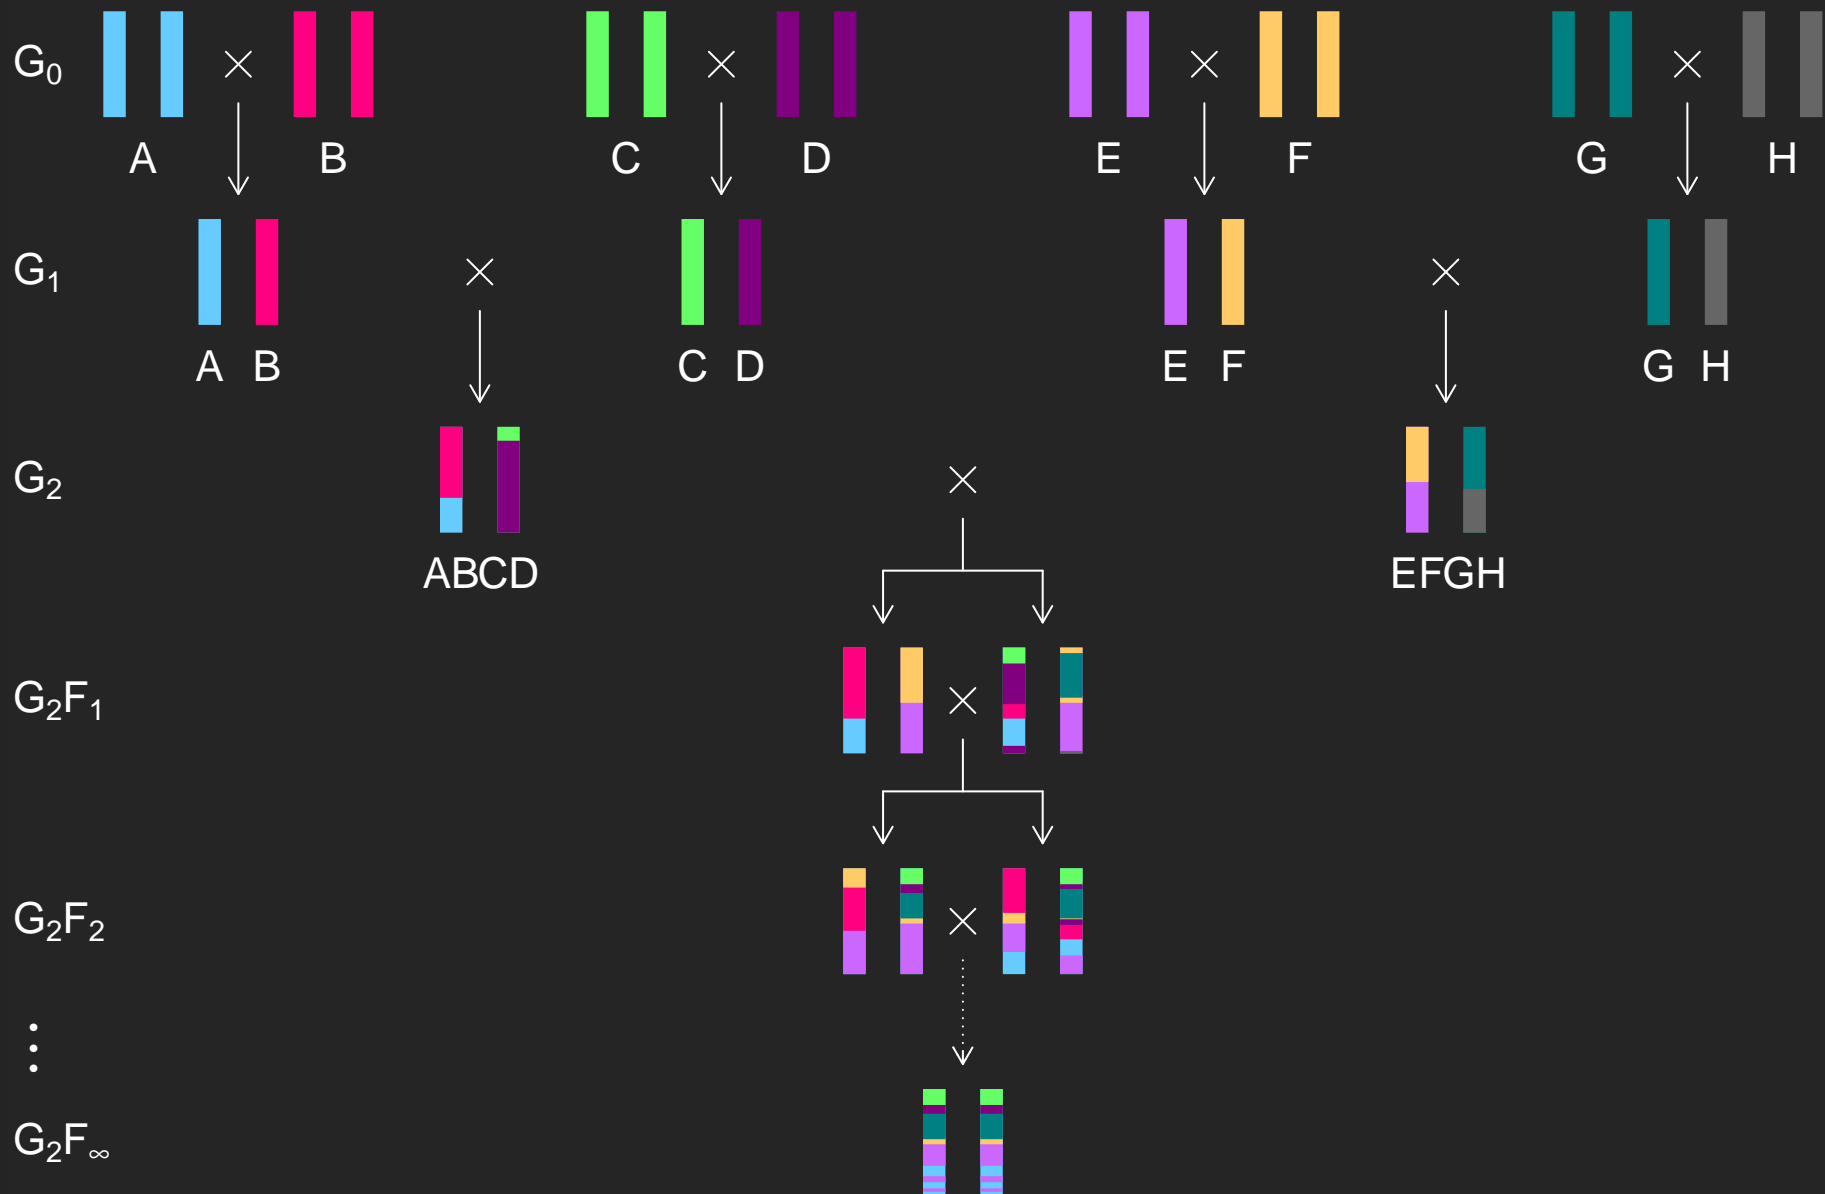 G₀
A B C D E F G H
G₁
A B C D E F G H
G₂
ABCD EFGH
G₂F₁
G₂F₂
G₂F∞